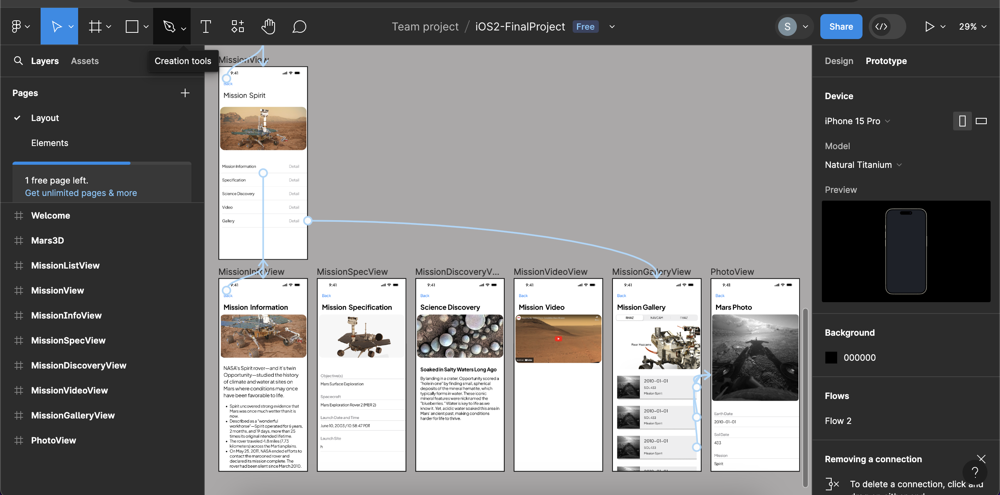 Team project / iOS2-FinalProject Free
S
Share
29%
Layers
Assets
Creation tools
Pages
Layout
Elements
1 free page left.
Get unlimited pages & more
Welcome
Mars3D
MissionListView
MissionView
MissionInfoView
MissionSpecView
MissionDiscoveryView
MissionVideoView
MissionGalleryView
PhotoView
MissionView
9:41
Back
Mission Spirit
Mission Information Detail
Specification Detail
Science Discovery Detail
Video Detail
Gallery Detail
MissionInfoView
9:41
Back
Mission Information
NASA's Spirit rover—and it's twin
Opportunity—studied the history
of climate and water at sites on
Mars where conditions may once
have been favorable to life.
• Spirit uncovered strong evidence that
Mars was once much wetter than it is
now.
• Described as a "wonderful
workhorse"—Spirit operated for 6 years,
2 months, and 19 days, more than 25
times its original intended lifetime.
• The rover traveled 4.8 miles (7.73
kilometers) across the Martian plains.
• On May 25, 2011, NASA ended efforts to
contact the marooned rover and
declared its mission complete. The
rover had been silent since March 2010.
MissionSpecView
9:41
Back
Mission Specification
Objective(s)
Mars Surface Exploration
Spacecraft
Mars Exploration Rover 2 (MER 2)
Launch Date and Time
June 10, 2003 / 10:58:47 PDT
Launch Site
h
MissionDiscoveryV...
9:41
Back
Science Discovery
Soaked in Salty Waters Long Ago
By landing in a crater, Opportunity scored a
"hole in one" by finding small, spherical
deposits of the mineral hematite, which
typically forms in water. These iconic
mineral features were nicknamed the
"blueberries." Water is key to life as we
know it. Yet, acidic water soaked this area in
Mars' ancient past, making conditions
harder for life to thrive.
MissionVideoView
9:41
Back
Mission Video
Opportunity: NASA Rover Completes Mars Mission
Watch on YouTube
MissionGalleryView
9:41
Back
Mission Gallery
RHAZ NAVCAM FHAZ
Rear Hazcams
2010-01-01
SOL 433
Mission Spirit
2010-01-01
SOL 433
Mission Spirit
2010-01-01
SOL 433
Mission Spirit
PhotoView
9:41
Back
Mars Photo
Earth Date
2010-01-01
Sol Date
433
Mission
Spirit
Design
Prototype
Device
iPhone 15 Pro
Model
Natural Titanium
Preview
Background
000000
Flows
Flow 2
Removing a connection
?
To delete a connection, click and